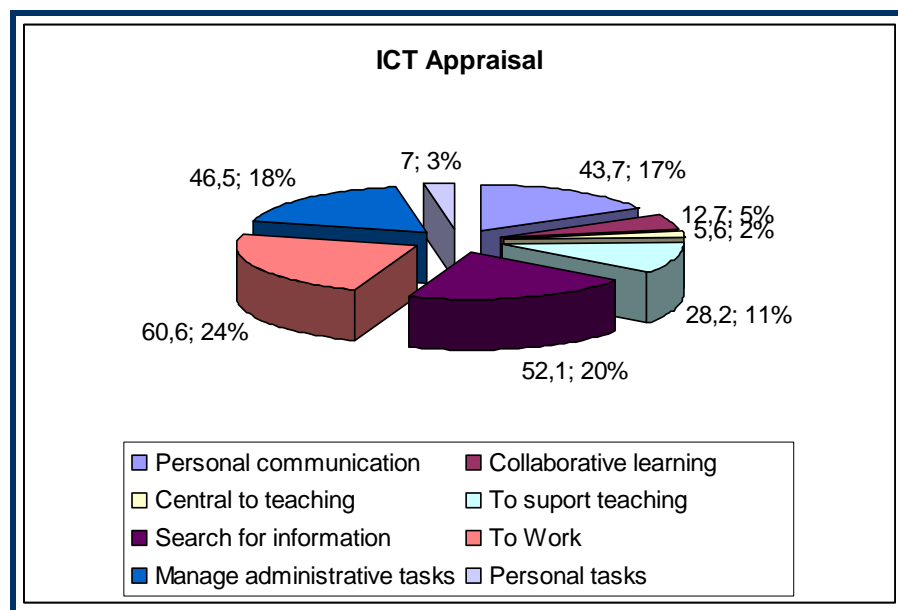 ICT Appraisal
7; 3%
43,7; 17%
46,5; 18%
12,7; 5%
5,6; 2%
28,2; 11%
60,6; 24%
52,1; 20%
Personal communication
Collaborative learning
Central to teaching
To suport teaching
Search for information
To Work
Manage administrative tasks
Personal tasks